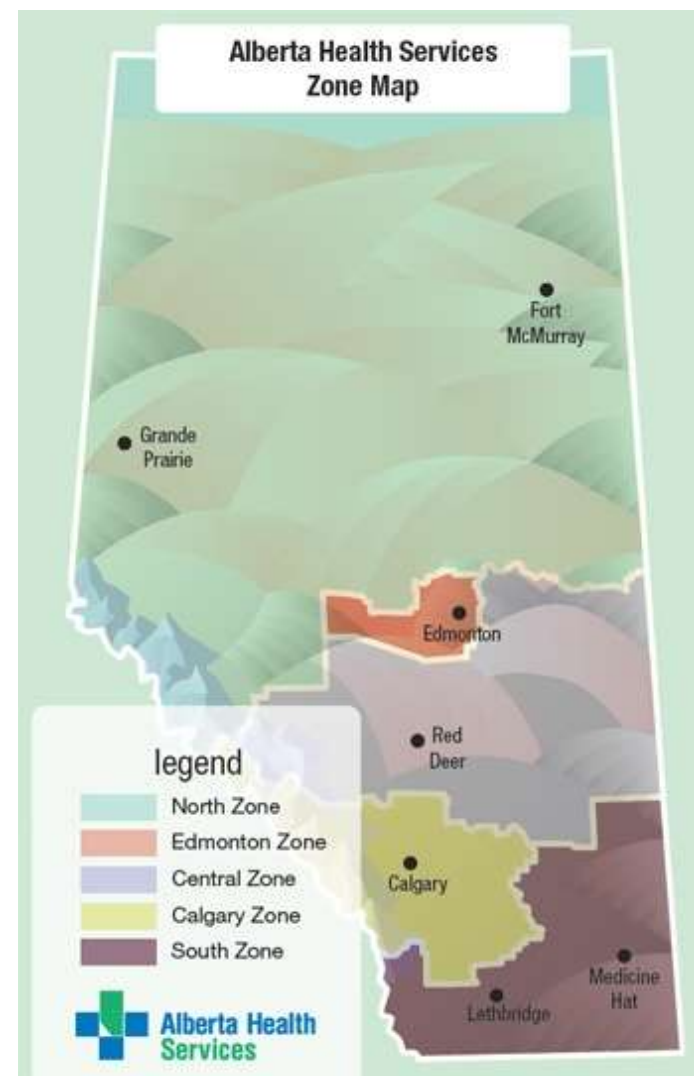 Alberta Health Services
Zone Map
Fort
McMurray
Grande
Prairie
Edmonton
Red
Deer
Calgary
Medicine
Hat
Lethbridge
legend
North Zone
Edmonton Zone
Central Zone
Calgary Zone
South Zone
Alberta Health
Services